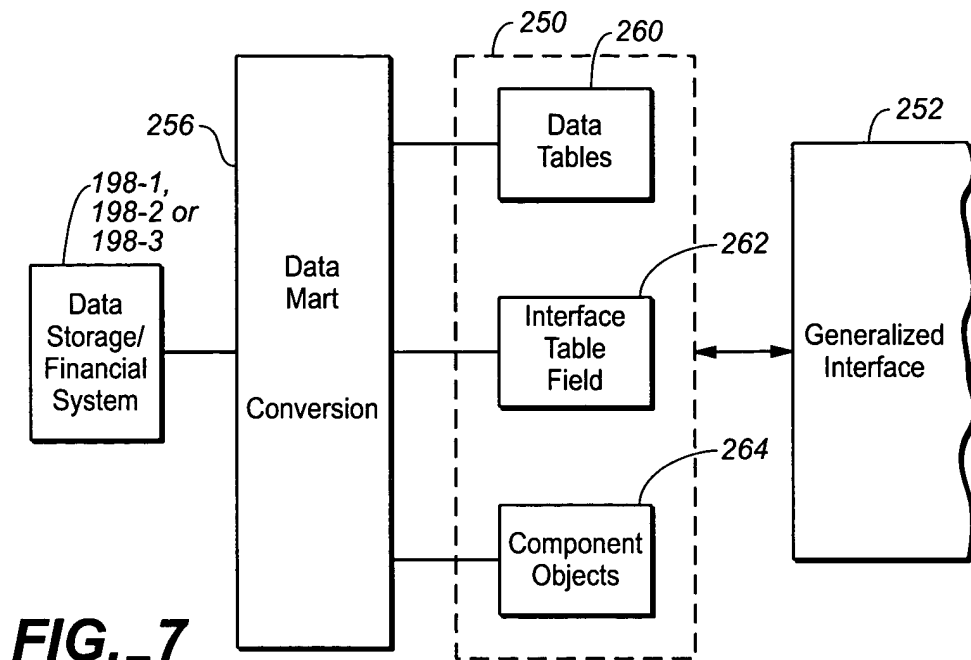 250
260
256
252
198-1,
198-2 or
198-3
Data
Tables
262
Data
Storage/
Financial
System
Data
Mart
Conversion
Interface
Table
Field
Generalized
Interface
264
Component
Objects
FIG._7